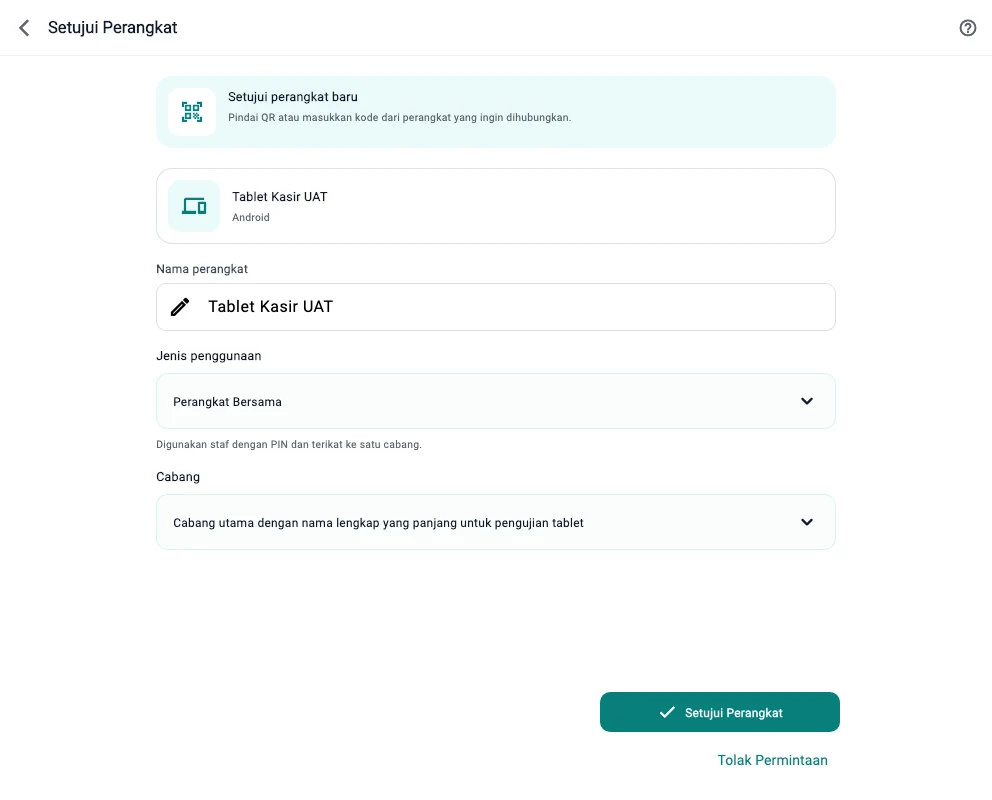 Setujui Perangkat
Setujui perangkat baru
Pindai QR atau masukkan kode dari perangkat yang ingin dihubungkan.
Tablet Kasir UAT
Android
Nama perangkat
Tablet Kasir UAT
Jenis penggunaan
Perangkat Bersama
Digunakan staf dengan PIN dan terikat ke satu cabang.
Cabang
Cabang utama dengan nama lengkap yang panjang untuk pengujian tablet
Setujui Perangkat
Tolak Permintaan